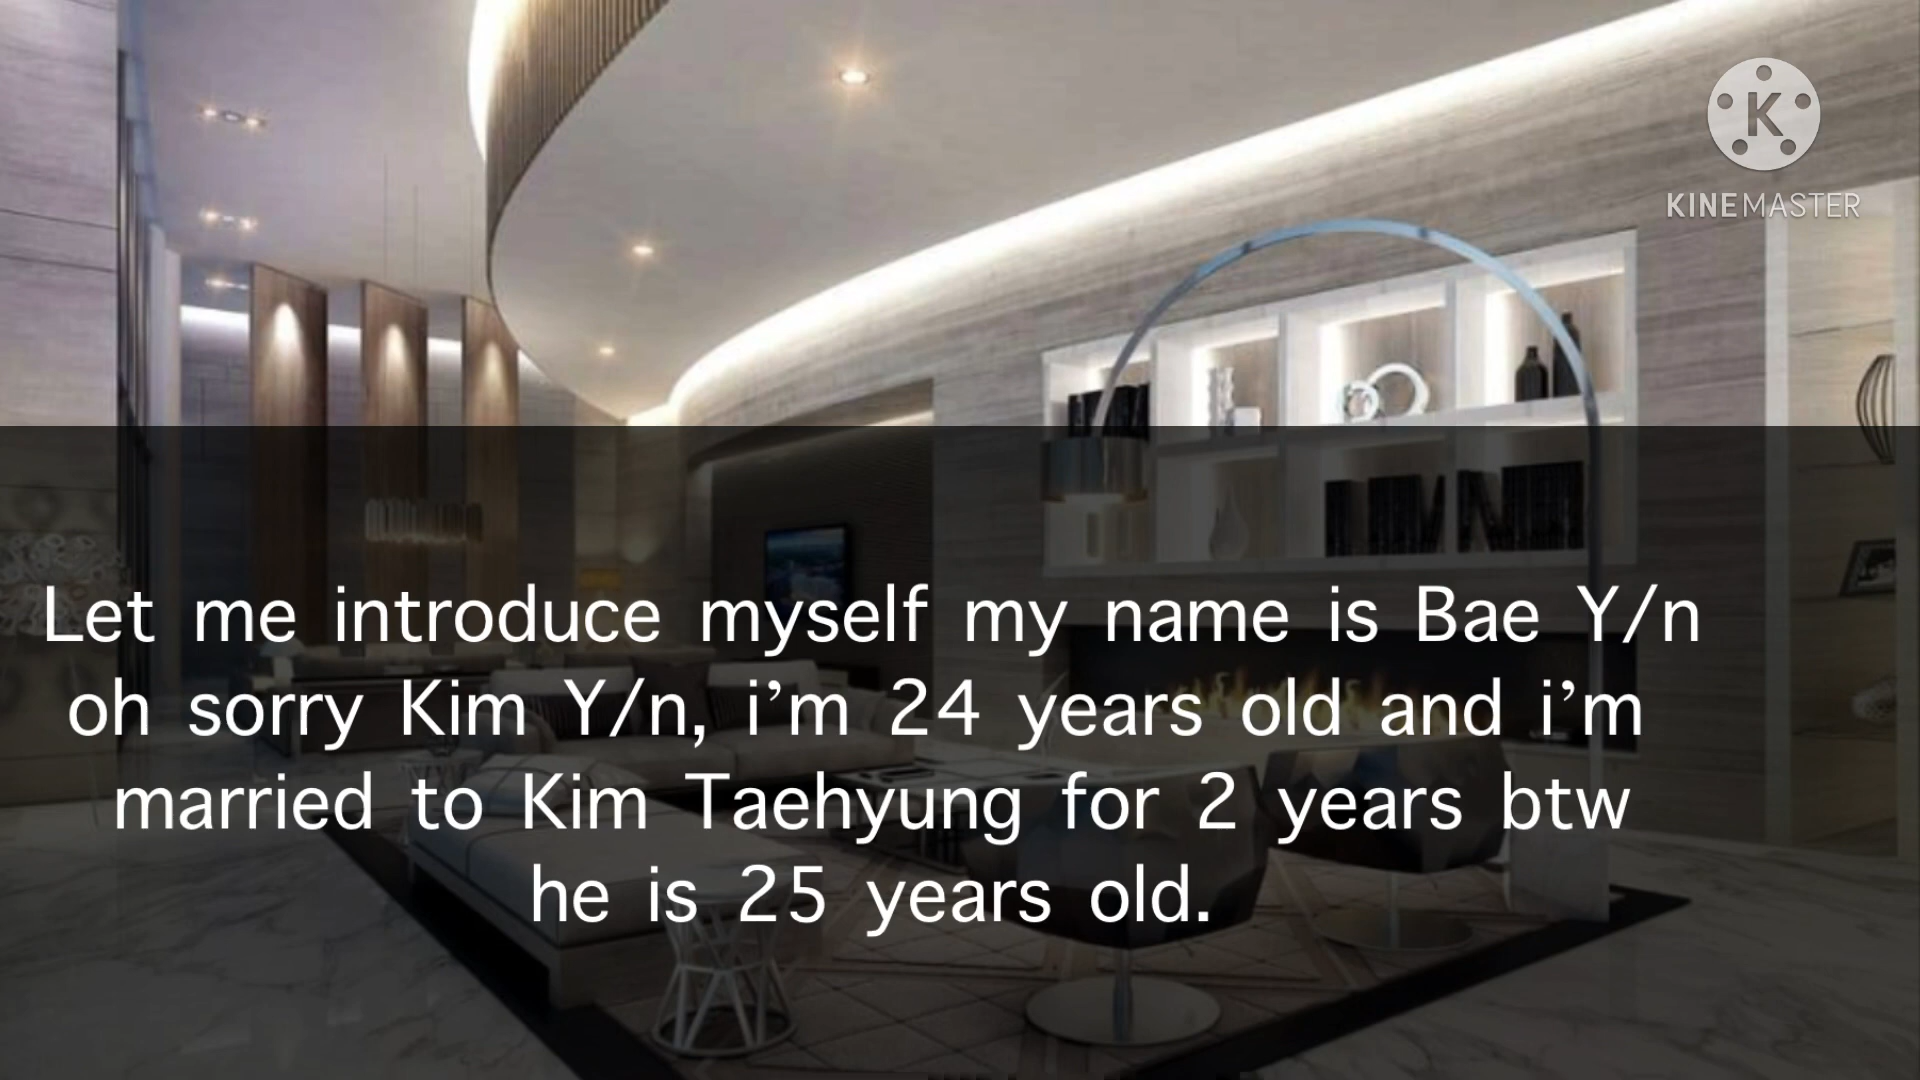 K
KINEMASTER
Let me introduce myself my name is Bae Y/n
oh sorry Kim Y/n, i’m 24 years old and i’m
married to Kim Taehyung for 2 years btw
he is 25 years old.